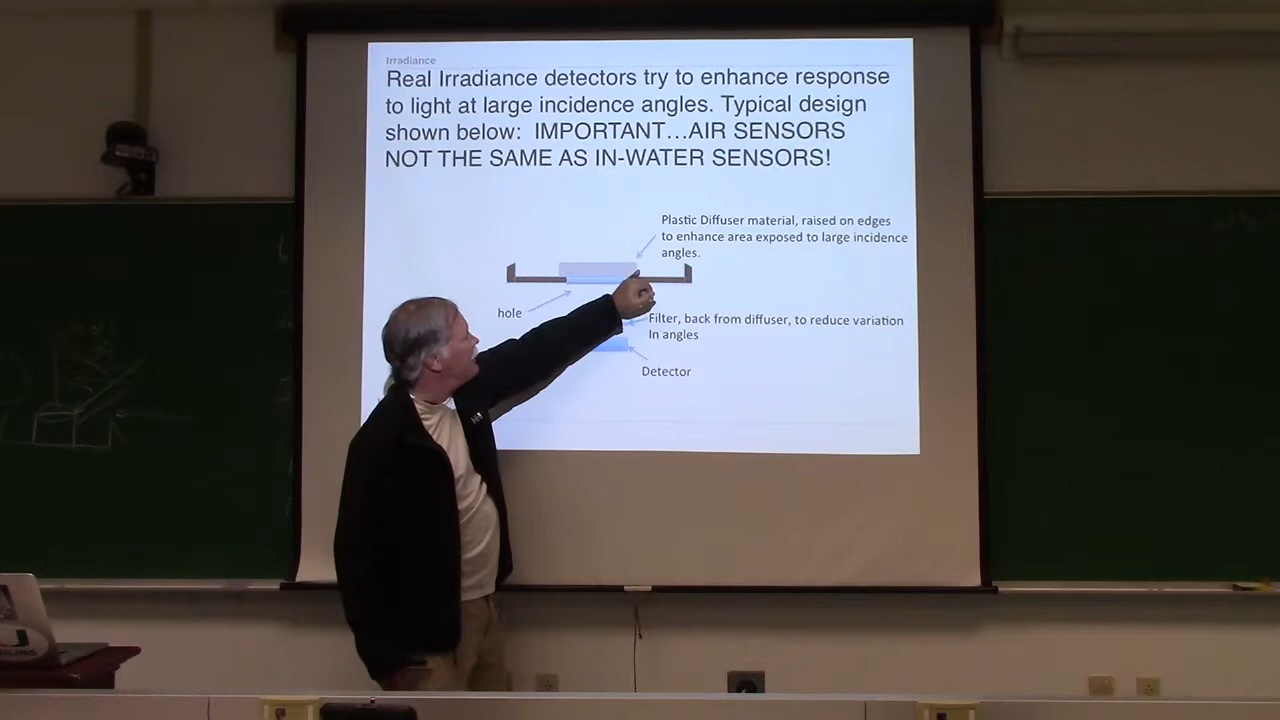 Irradiance
Real Irradiance detectors try to enhance response
to light at large incidence angles. Typical design
shown below: IMPORTANT...AIR SENSORS
NOT THE SAME AS IN-WATER SENSORS!
Plastic Diffuser material, raised on edges
to enhance area exposed to large incidence
angles.
hole
Filter, back from diffuser, to reduce variation
In angles
Detector